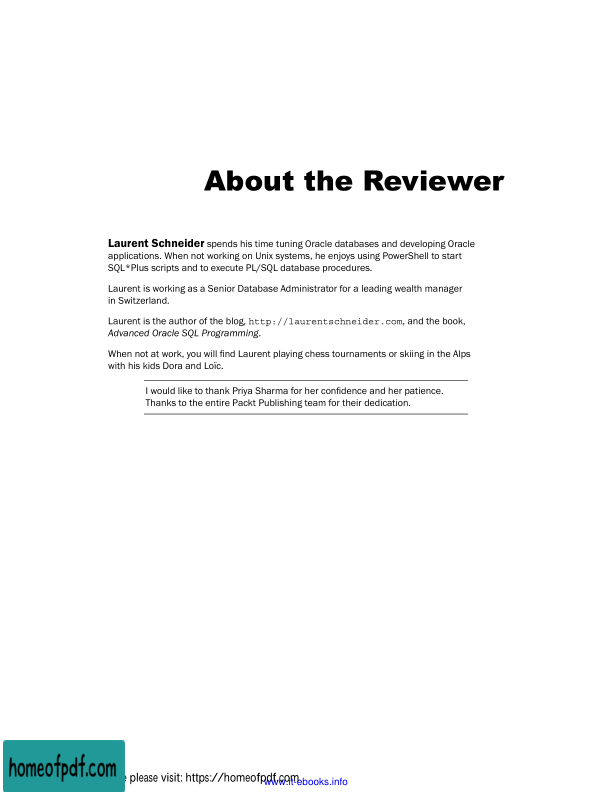 About the Reviewer
Laurent Schneider spends his time tuning Oracle databases and developing Oracle
applications. When not working on Unix systems, he enjoys using PowerShell to start
SQL*Plus scripts and to execute PL/SQL database procedures.
Laurent is working as a Senior Database Administrator for a leading wealth manager
in Switzerland.
Laurent is the author of the blog, http://laurentschneider.com, and the book,
Advanced Oracle SQL Programming.
When not at work, you will find Laurent playing chess tournaments or skiing in the Alps
with his kids Dora and Loïc.
I would like to thank Priya Sharma for her confidence and her patience.
Thanks to the entire Packt Publishing team for their dedication.
homeofpdf.com
please visit: https://homeofpdf.com
www.it-ebooks.info